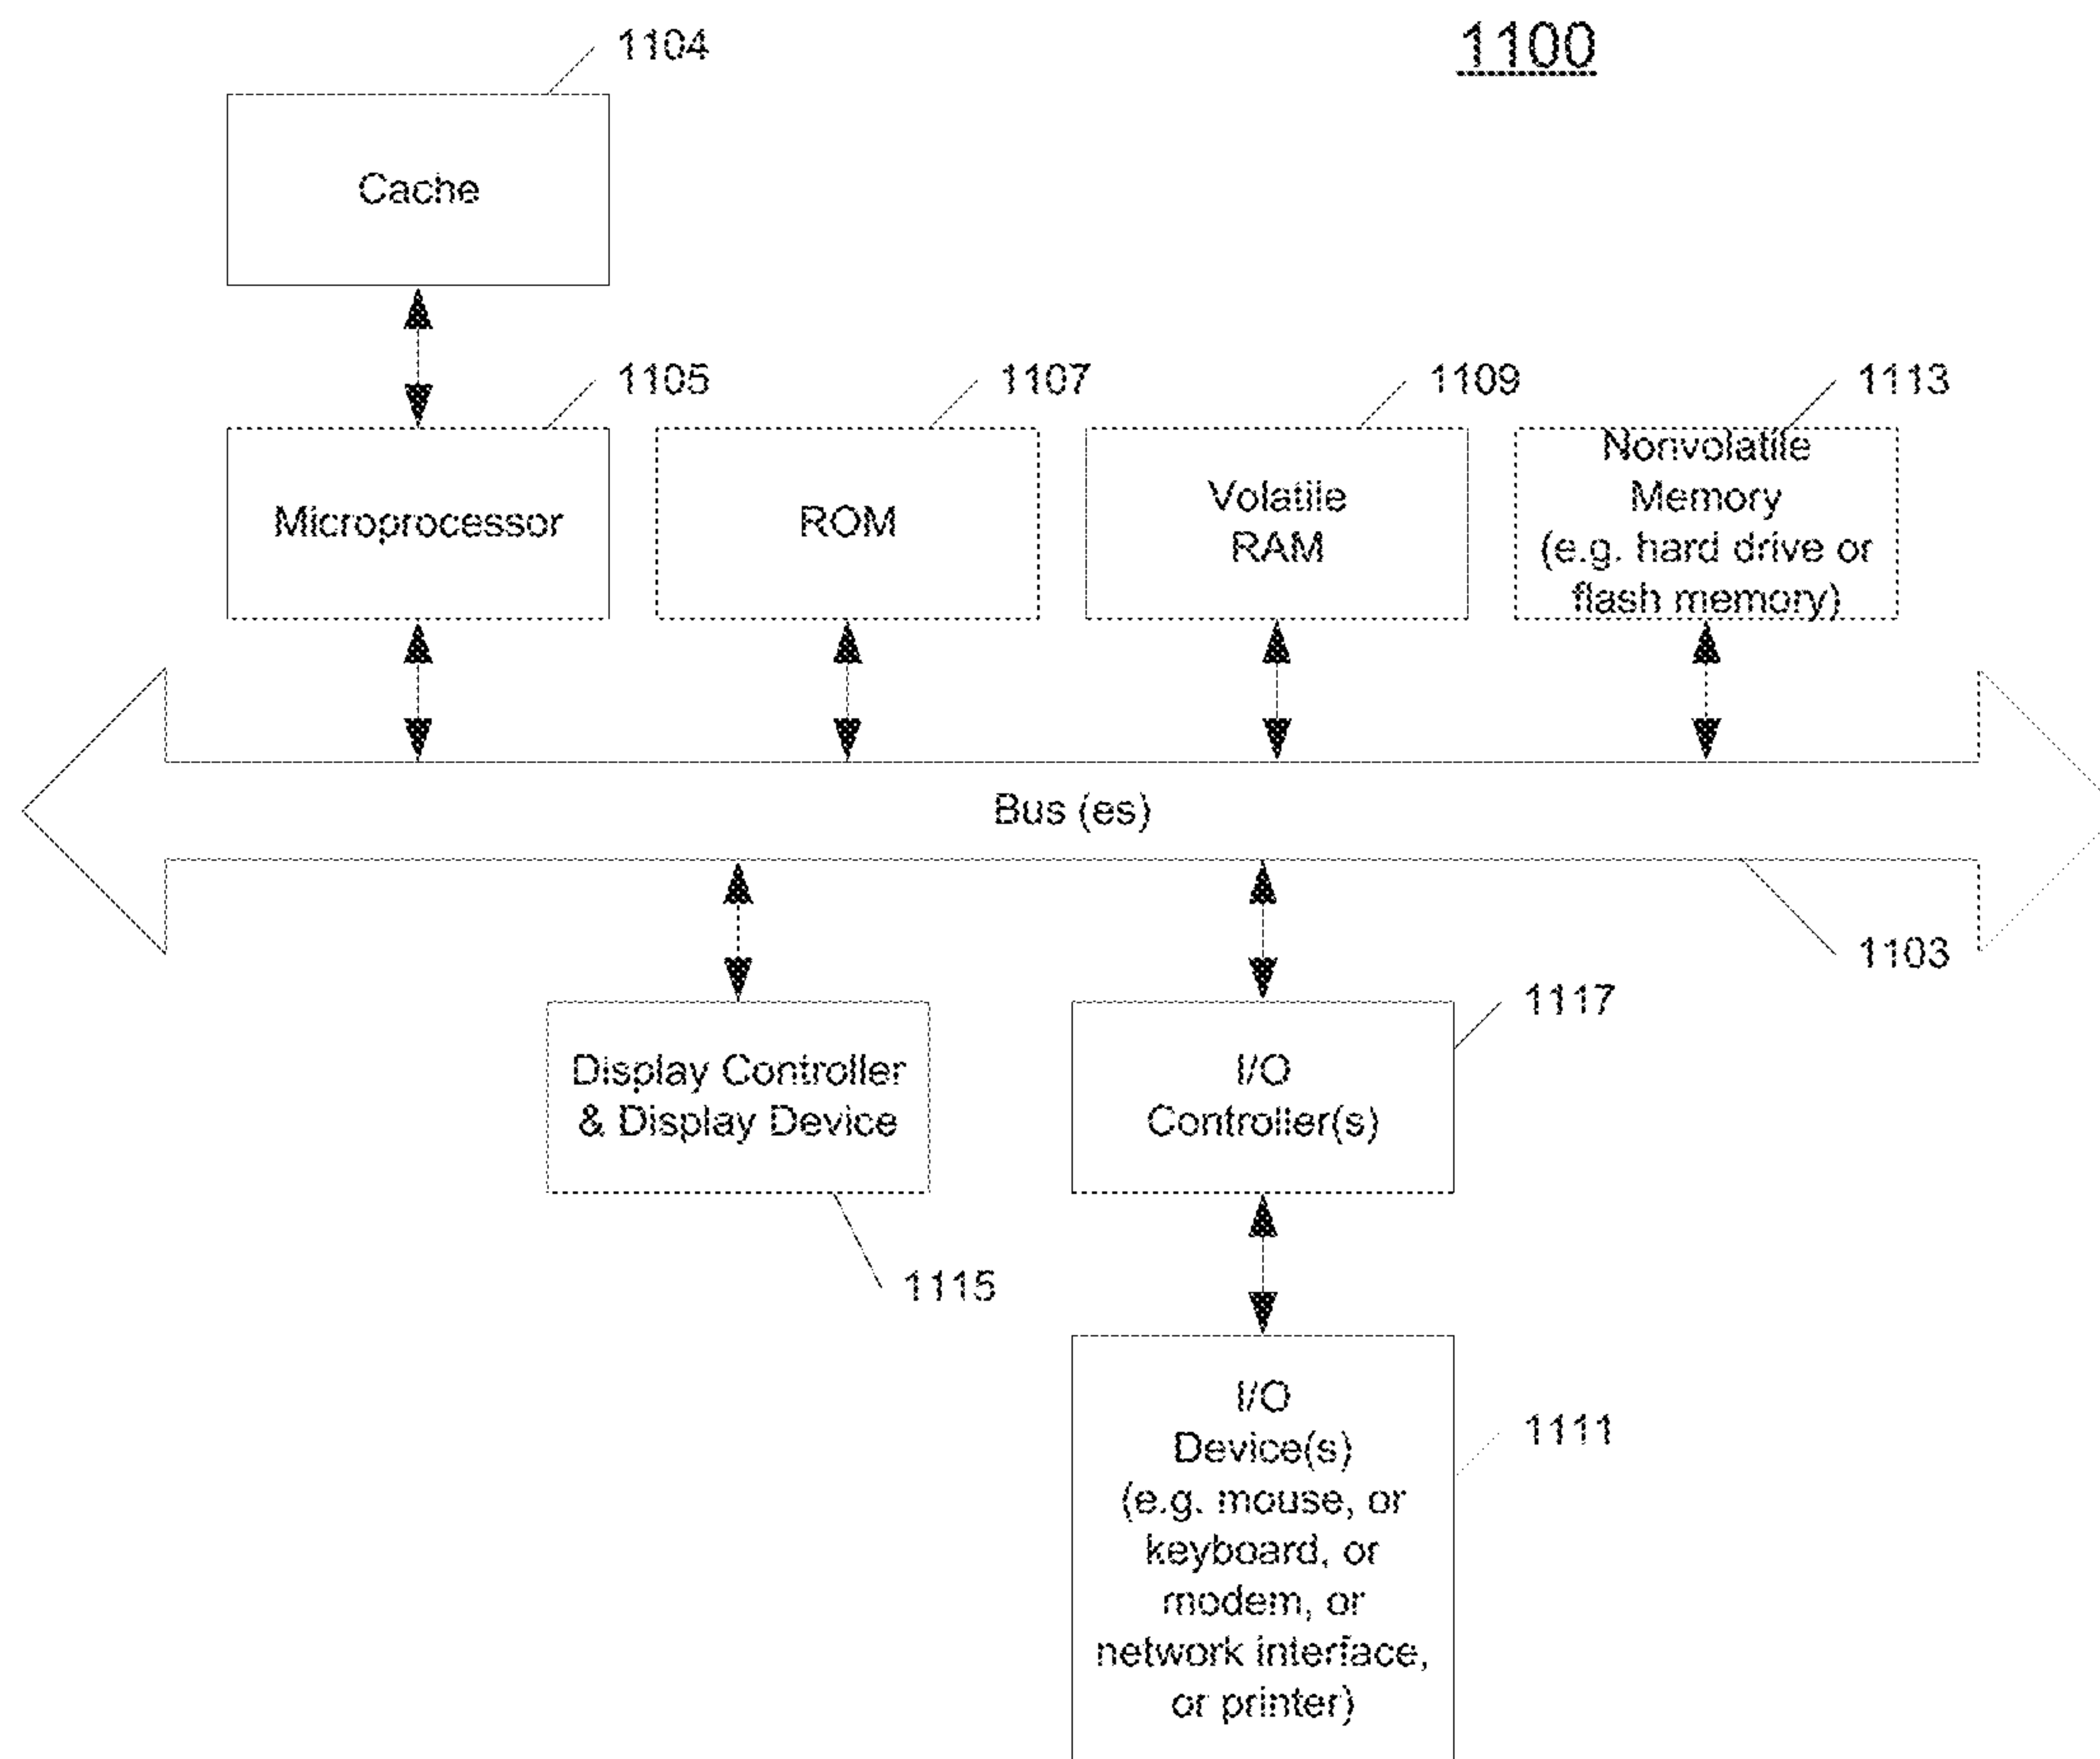 1104
1100
Cache
1105
1107
1109
1113
Microprocessor
ROM
Volatile
RAM
Nonvolatile
Memory
(e.g. hard drive or
flash memory)
Bus (es)
1103
1117
Display Controller
& Display Device
I/O
Controller(s)
1115
I/O
Device(s)
(e.g. mouse, or
keyboard, or
modem, or
network interface,
or printer)
1111